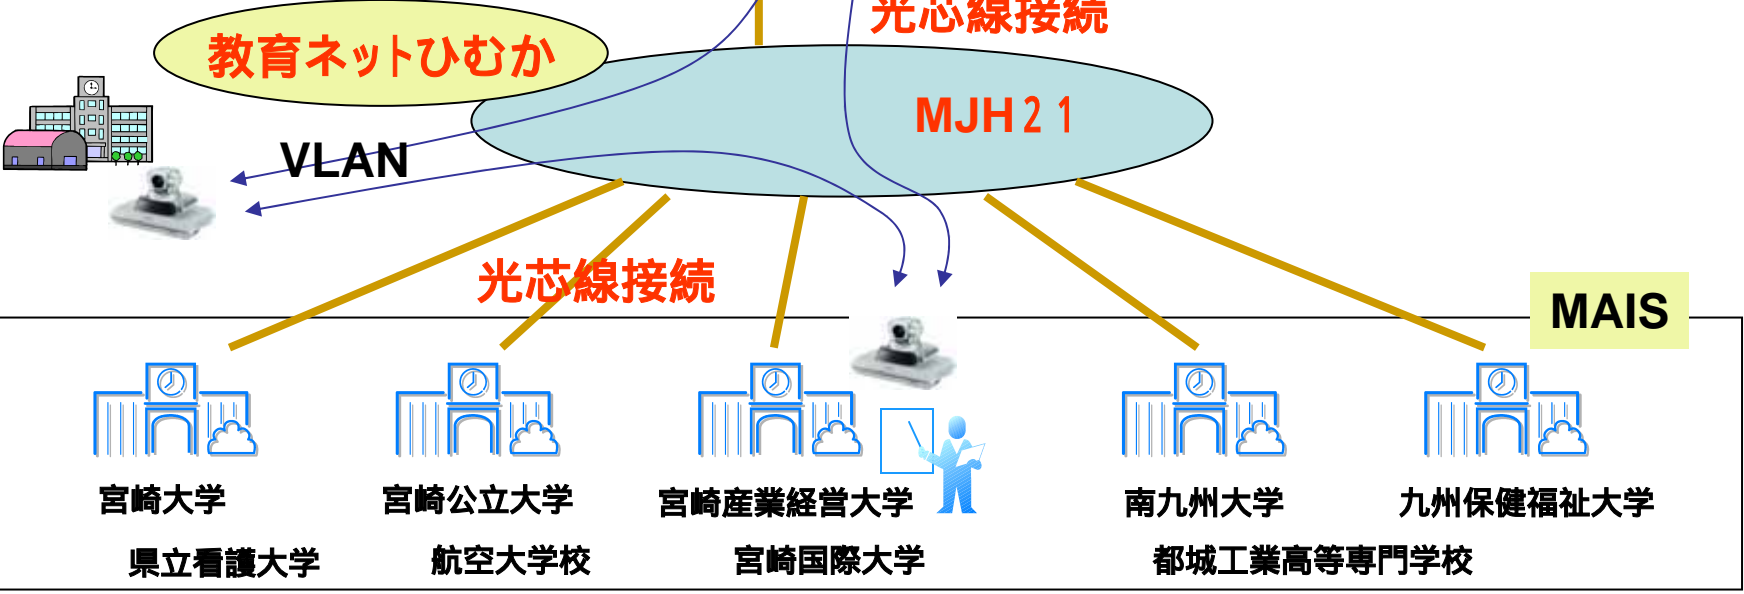 光芯線接続
教育ネットひむか
MJH２１
VLAN
光芯線接続
MAIS
宮崎大学
宮崎公立大学
宮崎産業経営大学
南九州大学
九州保健福祉大学
県立看護大学
航空大学校
宮崎国際大学
都城工業高等専門学校